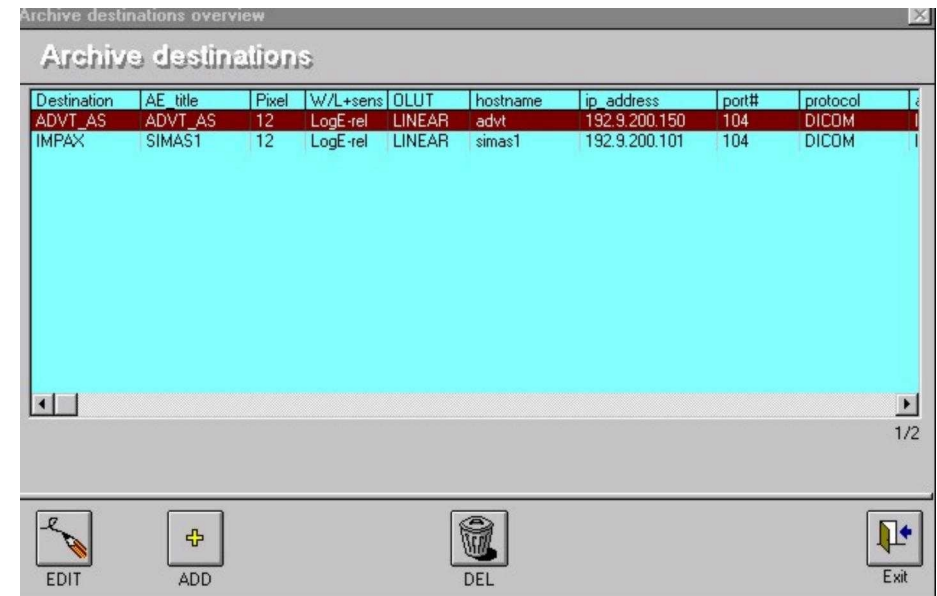 Archive destinations overview
Archive destinations
Destination AE_title Pixel W/L+sens OLUT hostname ip_address port# protocol
ADVT_AS ADVT_AS 12 LogE-rel LINEAR advt 192.9.200.150 104 DICOM
IMPAX SIMAS1 12 LogE-rel LINEAR simas1 192.9.200.101 104 DICOM
1/2
EDIT ADD DEL Exit